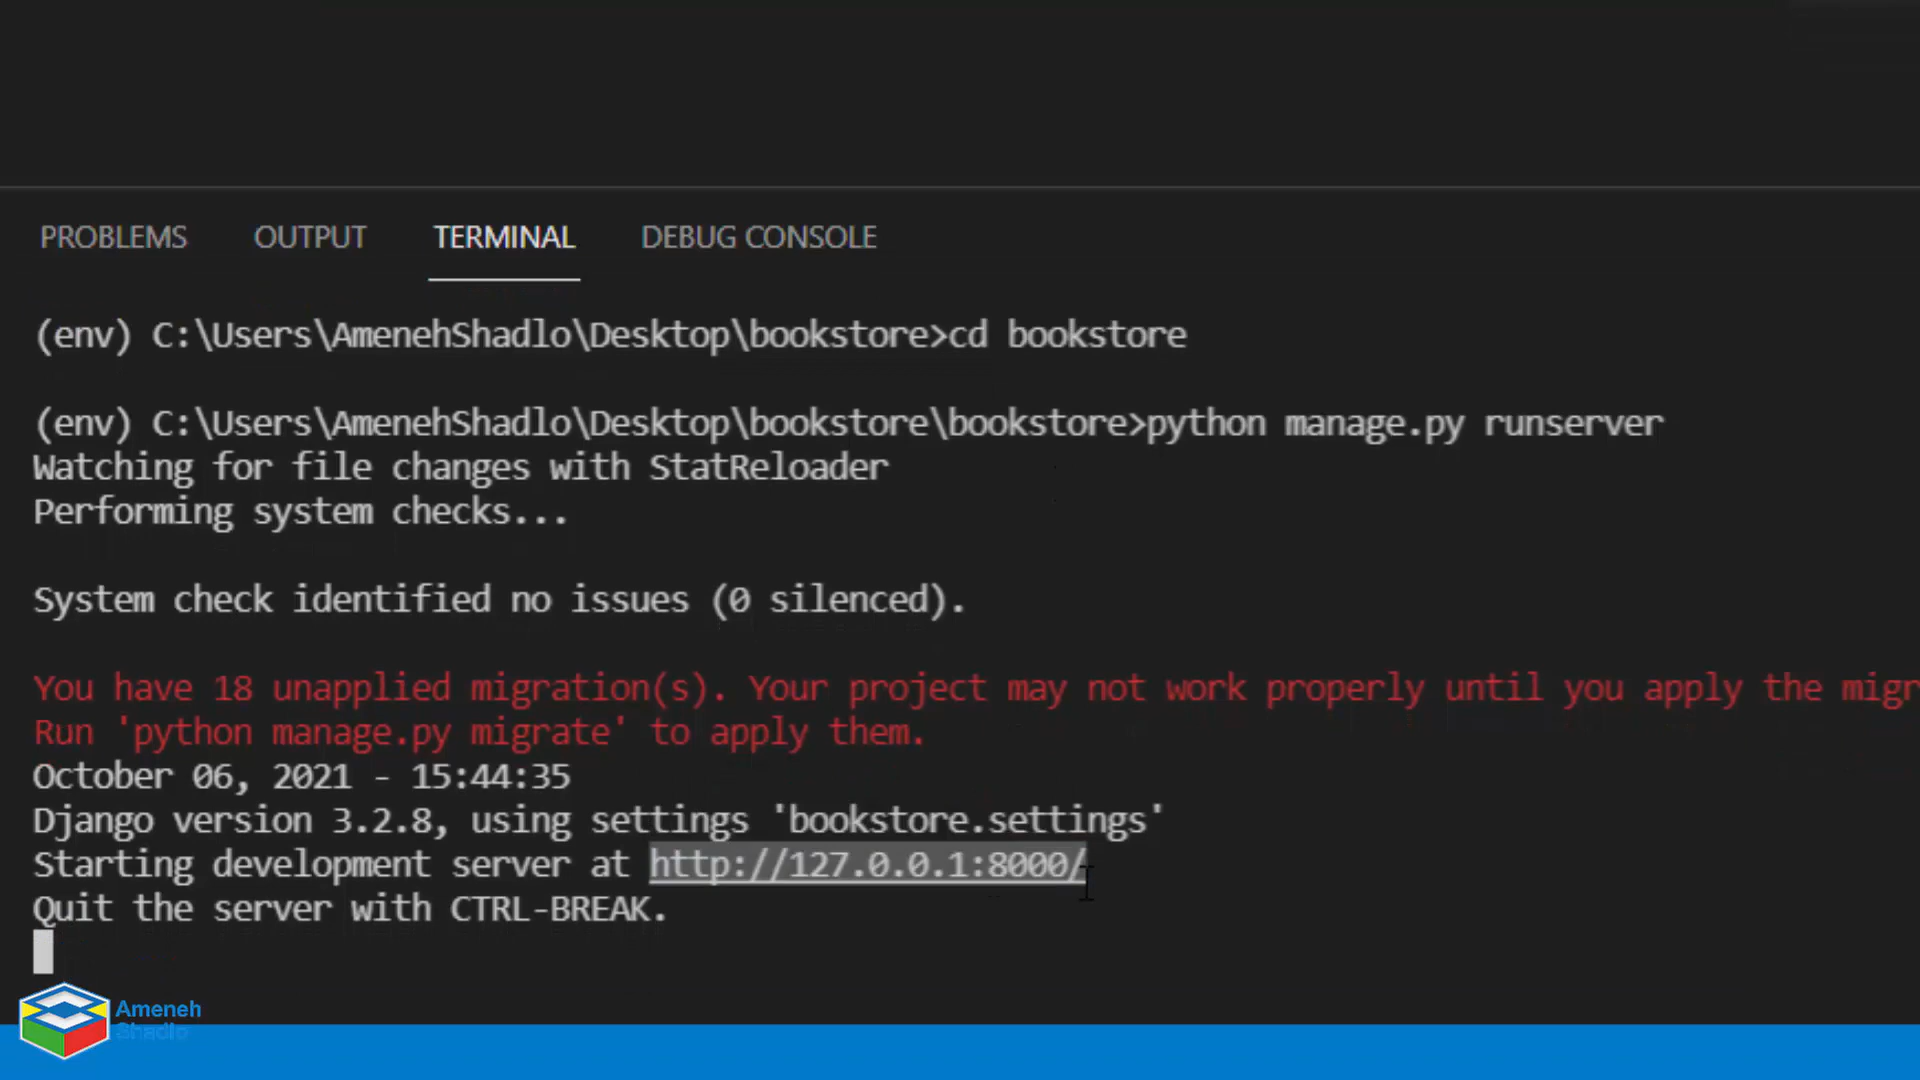 PROBLEMS OUTPUT TERMINAL DEBUG CONSOLE
(env) C:\Users\AmenehShadlo\Desktop\bookstore>cd bookstore
(env) C:\Users\AmenehShadlo\Desktop\bookstore\bookstore>python manage.py runserver
Watching for file changes with StatReloader
Performing system checks...
System check identified no issues (0 silenced).
You have 18 unapplied migration(s). Your project may not work properly until you apply the migr
Run 'python manage.py migrate' to apply them.
October 06, 2021 - 15:44:35
Django version 3.2.8, using settings 'bookstore.settings'
Starting development server at http://127.0.0.1:8000/
Quit the server with CTRL-BREAK.
Ameneh
Shadlo